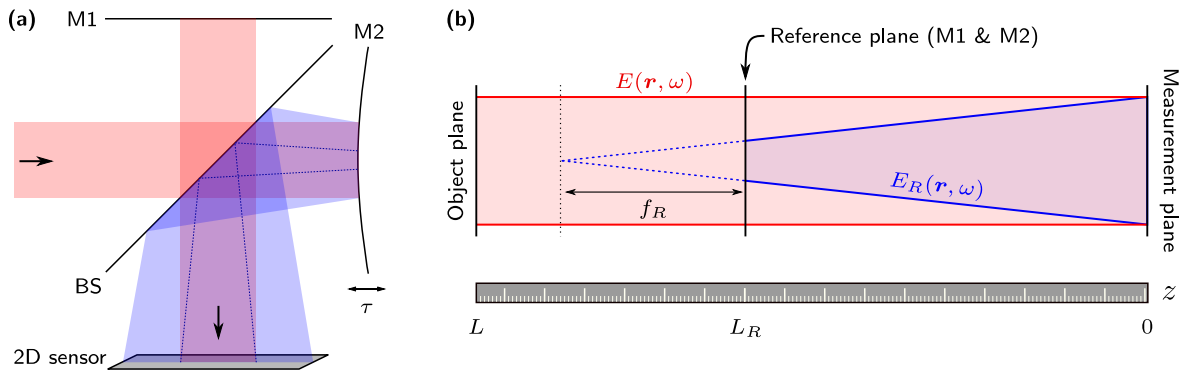 (a)
M1
M2
BS
τ
2D sensor
(b)
Reference plane (M1 & M2)
E(r, ω)
Object plane
Measurement plane
E_R(r, ω)
f_R
z
L
L_R
0